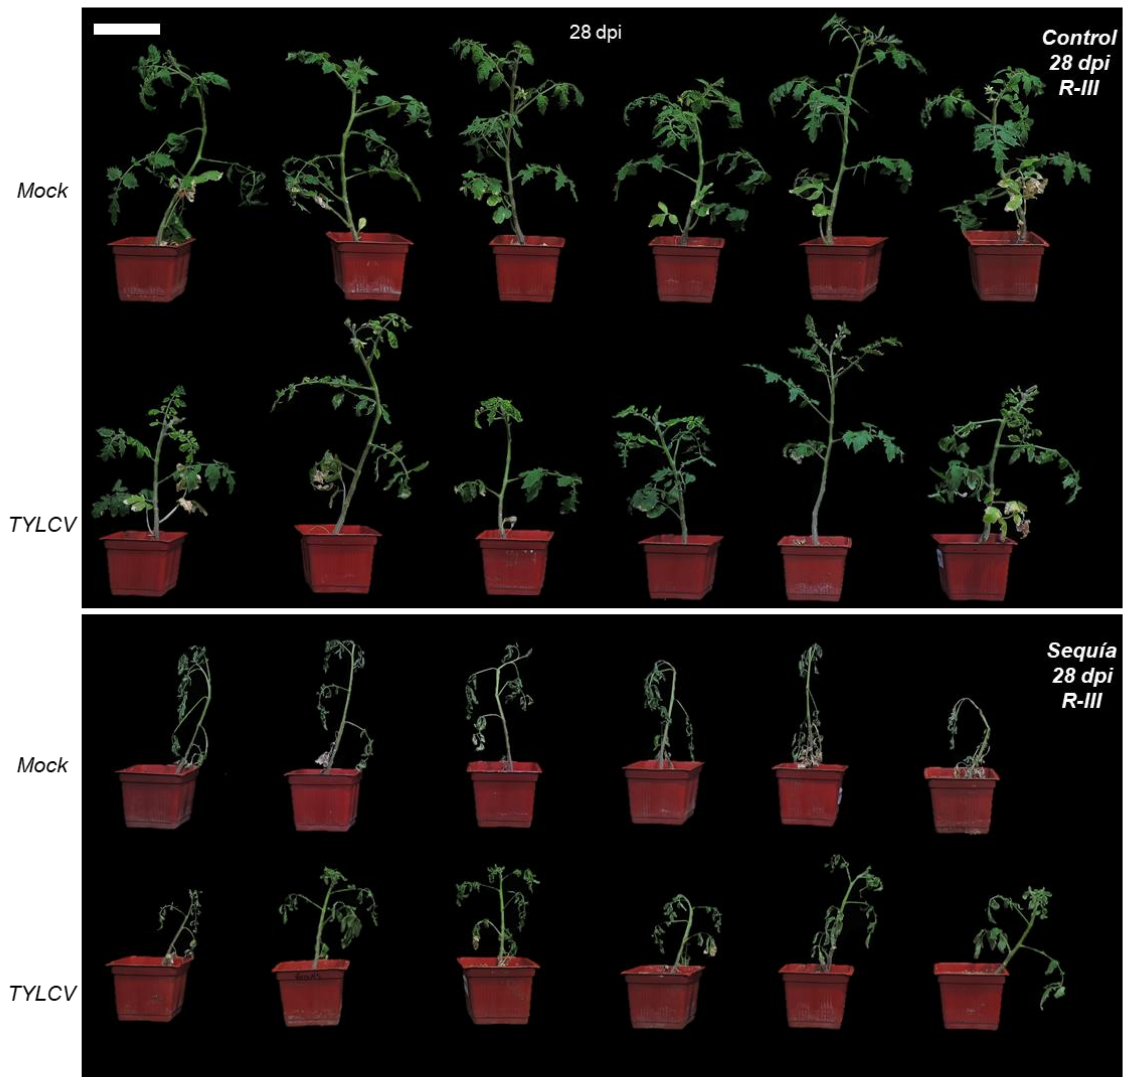 28 dpi
Control
28 dpi
R-III
Mock
TYLCV
Sequía
28 dpi
R-III
Mock
TYLCV